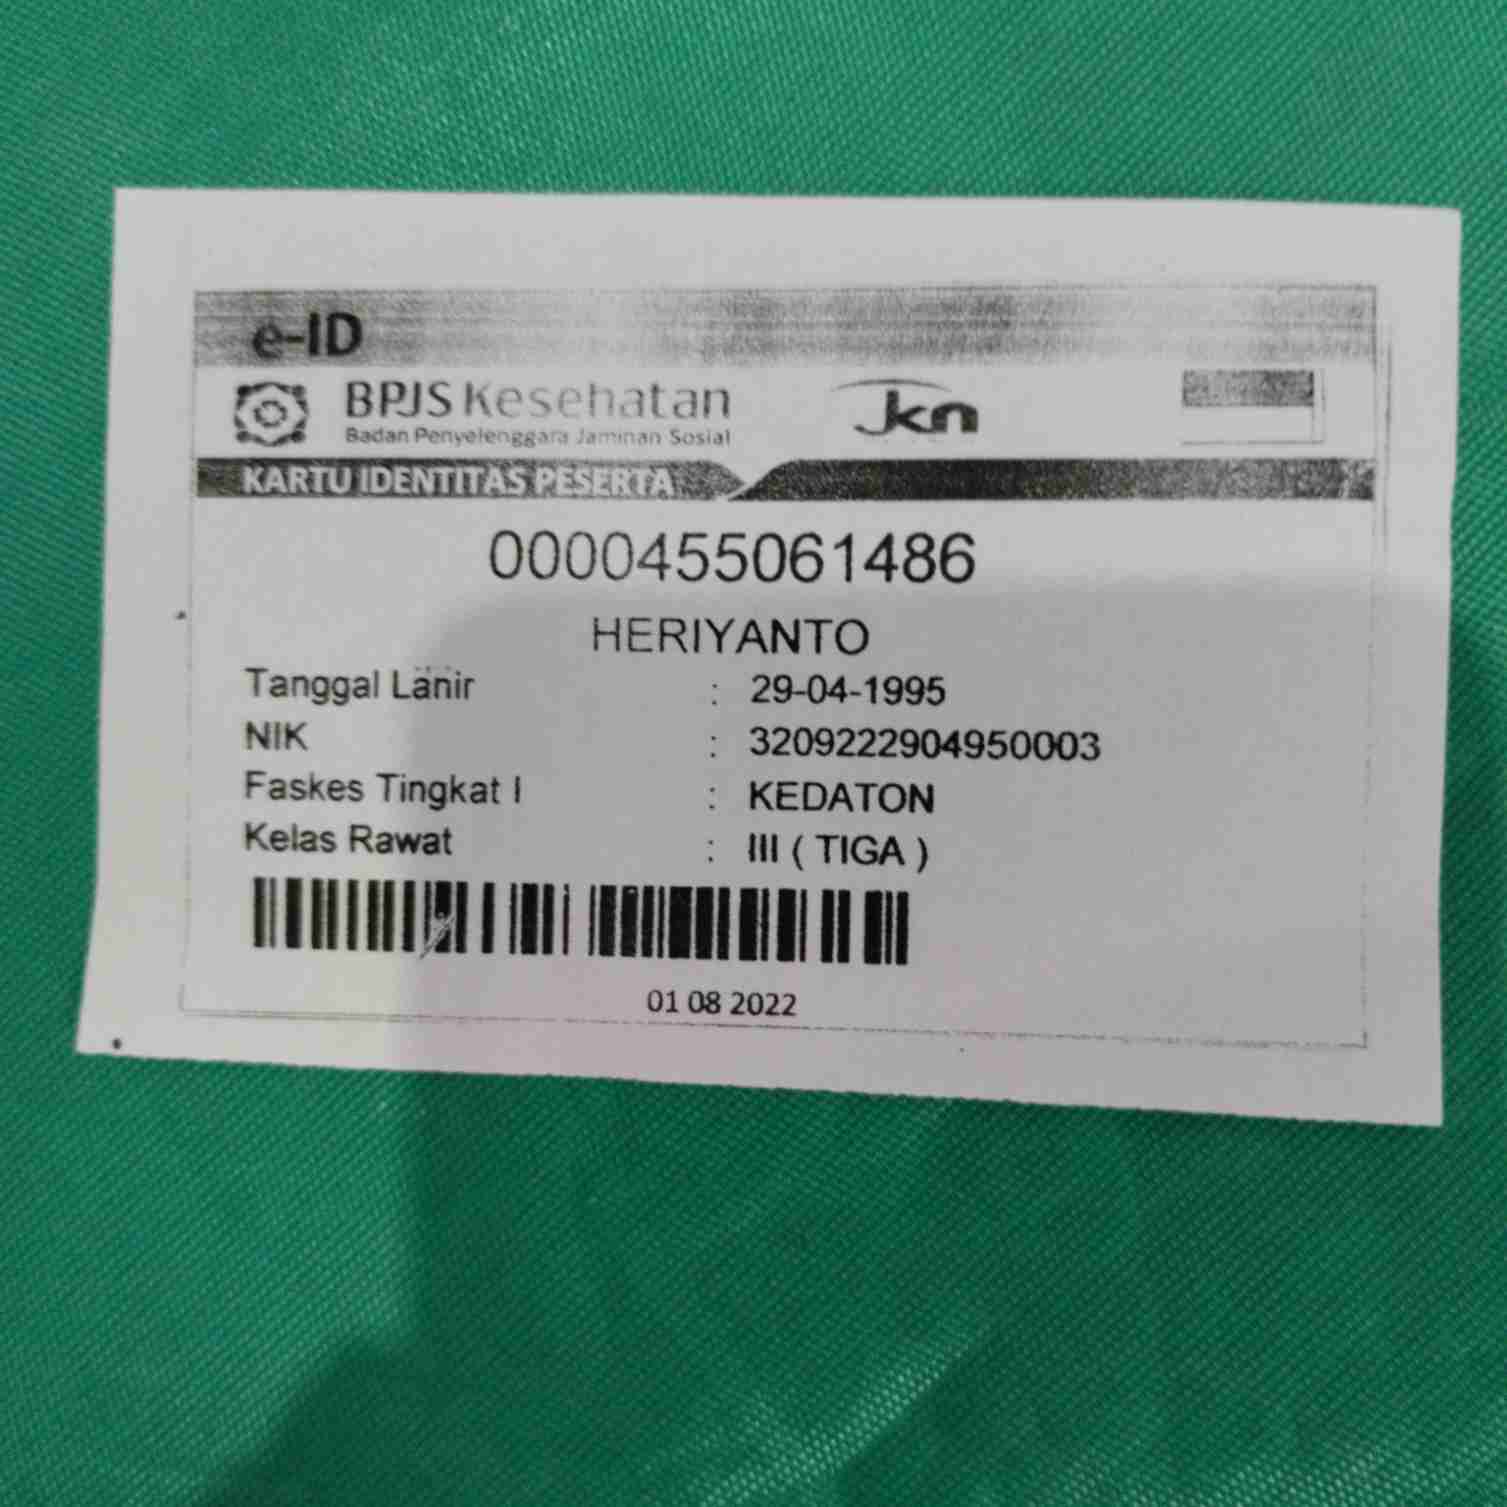 e-ID
BPJS Kesehatan
Badan Penyelenggara Jaminan Sosial
jkn
KARTU IDENTITAS PESERTA
0000455061486
HERIYANTO
Tanggal Lahir : 29-04-1995
NIK : 3209222904950003
Faskes Tingkat I : KEDATON
Kelas Rawat : III ( TIGA )
01 08 2022